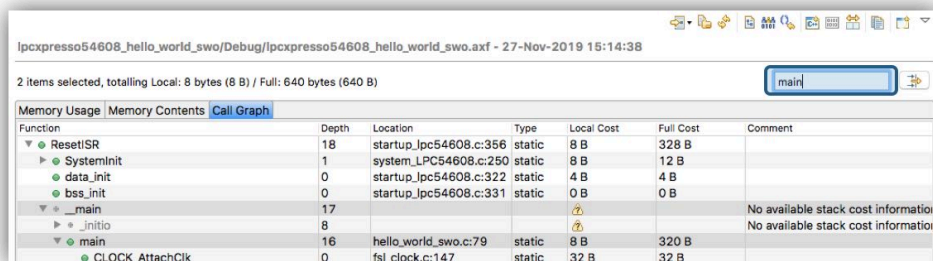 lpcxpresso54608_hello_world_swo/Debug/lpcxpresso54608_hello_world_swo.axf - 27-Nov-2019 15:14:38
2 items selected, totalling Local: 8 bytes (8 B) / Full: 640 bytes (640 B) main
Memory Usage Memory Contents Call Graph
Function Depth Location Type Local Cost Full Cost Comment
ResetISR 18 startup_lpc54608.c:356 static 8 B 328 B
SystemInit 1 system_LPC54608.c:250 static 8 B 12 B
data_init 0 startup_lpc54608.c:322 static 4 B 4 B
bss_init 0 startup_lpc54608.c:331 static 0 B 0 B
__main 17 No available stack cost information
_initio 8 No available stack cost information
main 16 hello_world_swo.c:79 static 8 B 320 B
CLOCK_AttachClk 0 fsl_clock.c:147 static 32 B 32 B